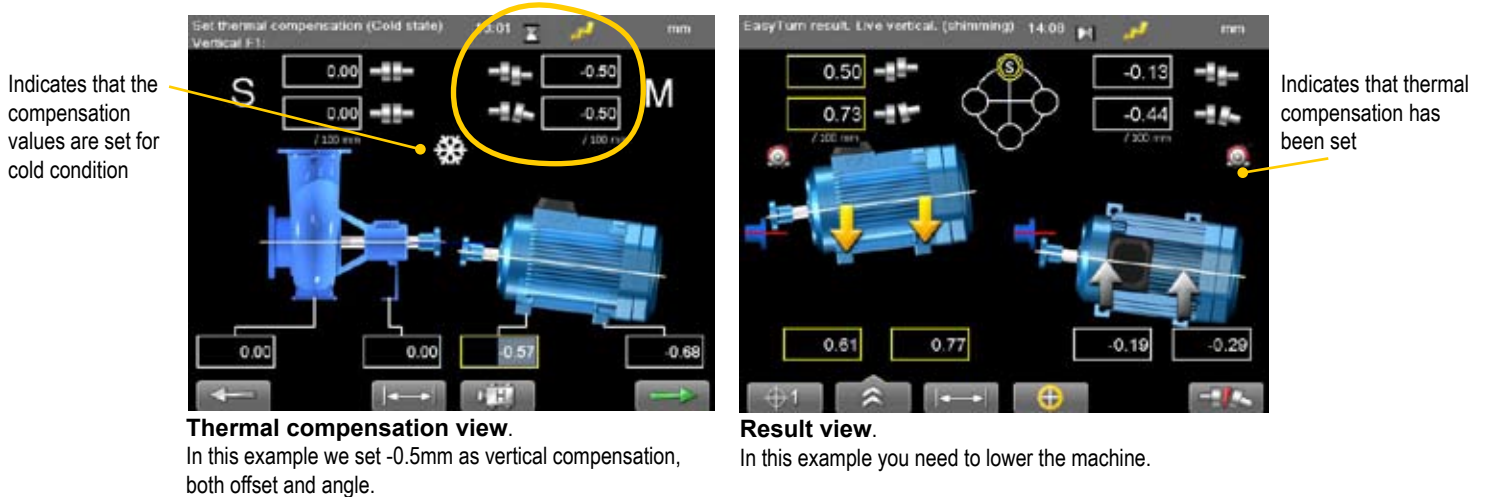 Indicates that the
compensation
values are set for
cold condition
Set thermal compensation (Cold state)
Vertical F1:
mm
S
0.00
0.00
/ 100 mm
-0.50
-0.50
/ 100 mm
M
0.00
0.00
-0.57
-0.68
Thermal compensation view.
In this example we set -0.5mm as vertical compensation,
both offset and angle.
EasyTurn result. Live vertical. (shimming) 14:08
mm
0.50
0.73
/ 100 mm
S
-0.13
-0.44
/ 100 mm
0.61
0.77
-0.19
-0.29
1
Result view.
In this example you need to lower the machine.
Indicates that thermal
compensation has
been set